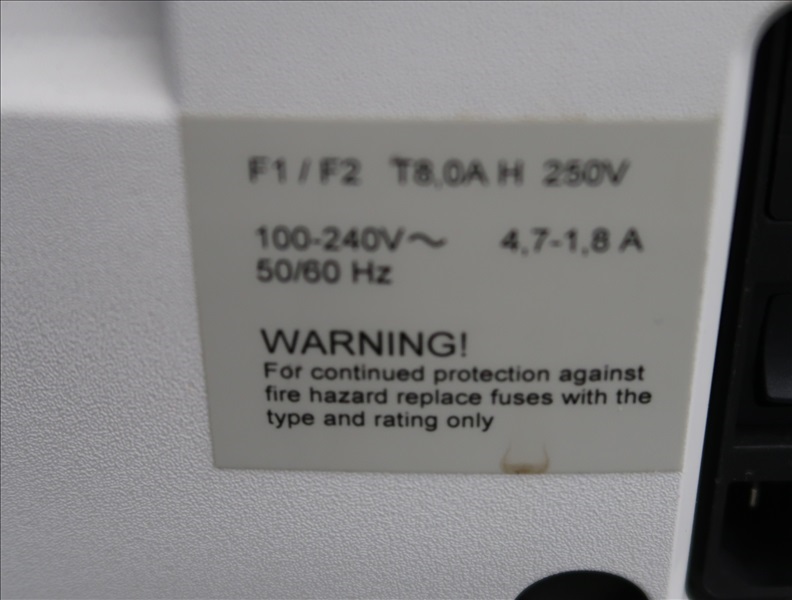 F1 / F2 T8,0A H 250V
100-240V~ 4,7-1,8 A
50/60 Hz
WARNING!
For continued protection against
fire hazard replace fuses with the
type and rating only